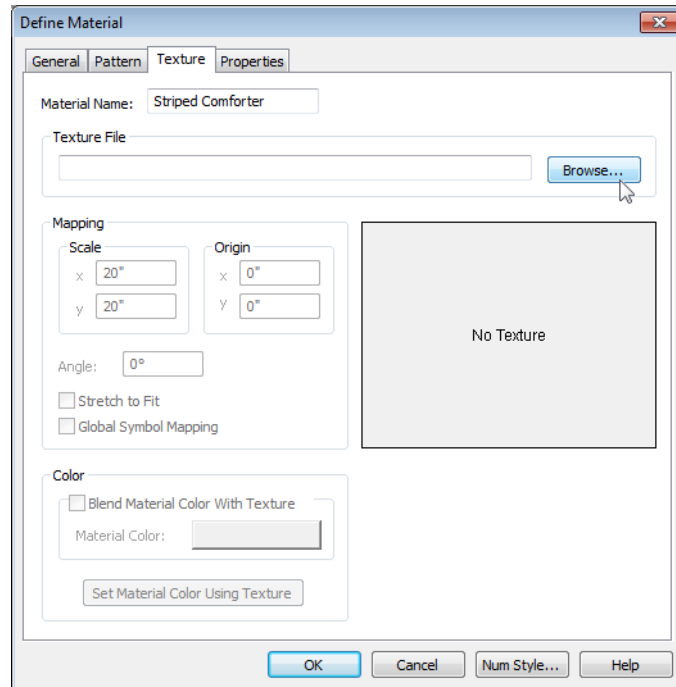 Define Material
General Pattern Texture Properties
Material Name: Striped Comforter
Texture File
Browse...
Mapping
Scale Origin
x 20" x 0"
y 20" y 0"
No Texture
Angle: 0°
Stretch to Fit
Global Symbol Mapping
Color
Blend Material Color With Texture
Material Color:
Set Material Color Using Texture
OK Cancel Num Style... Help